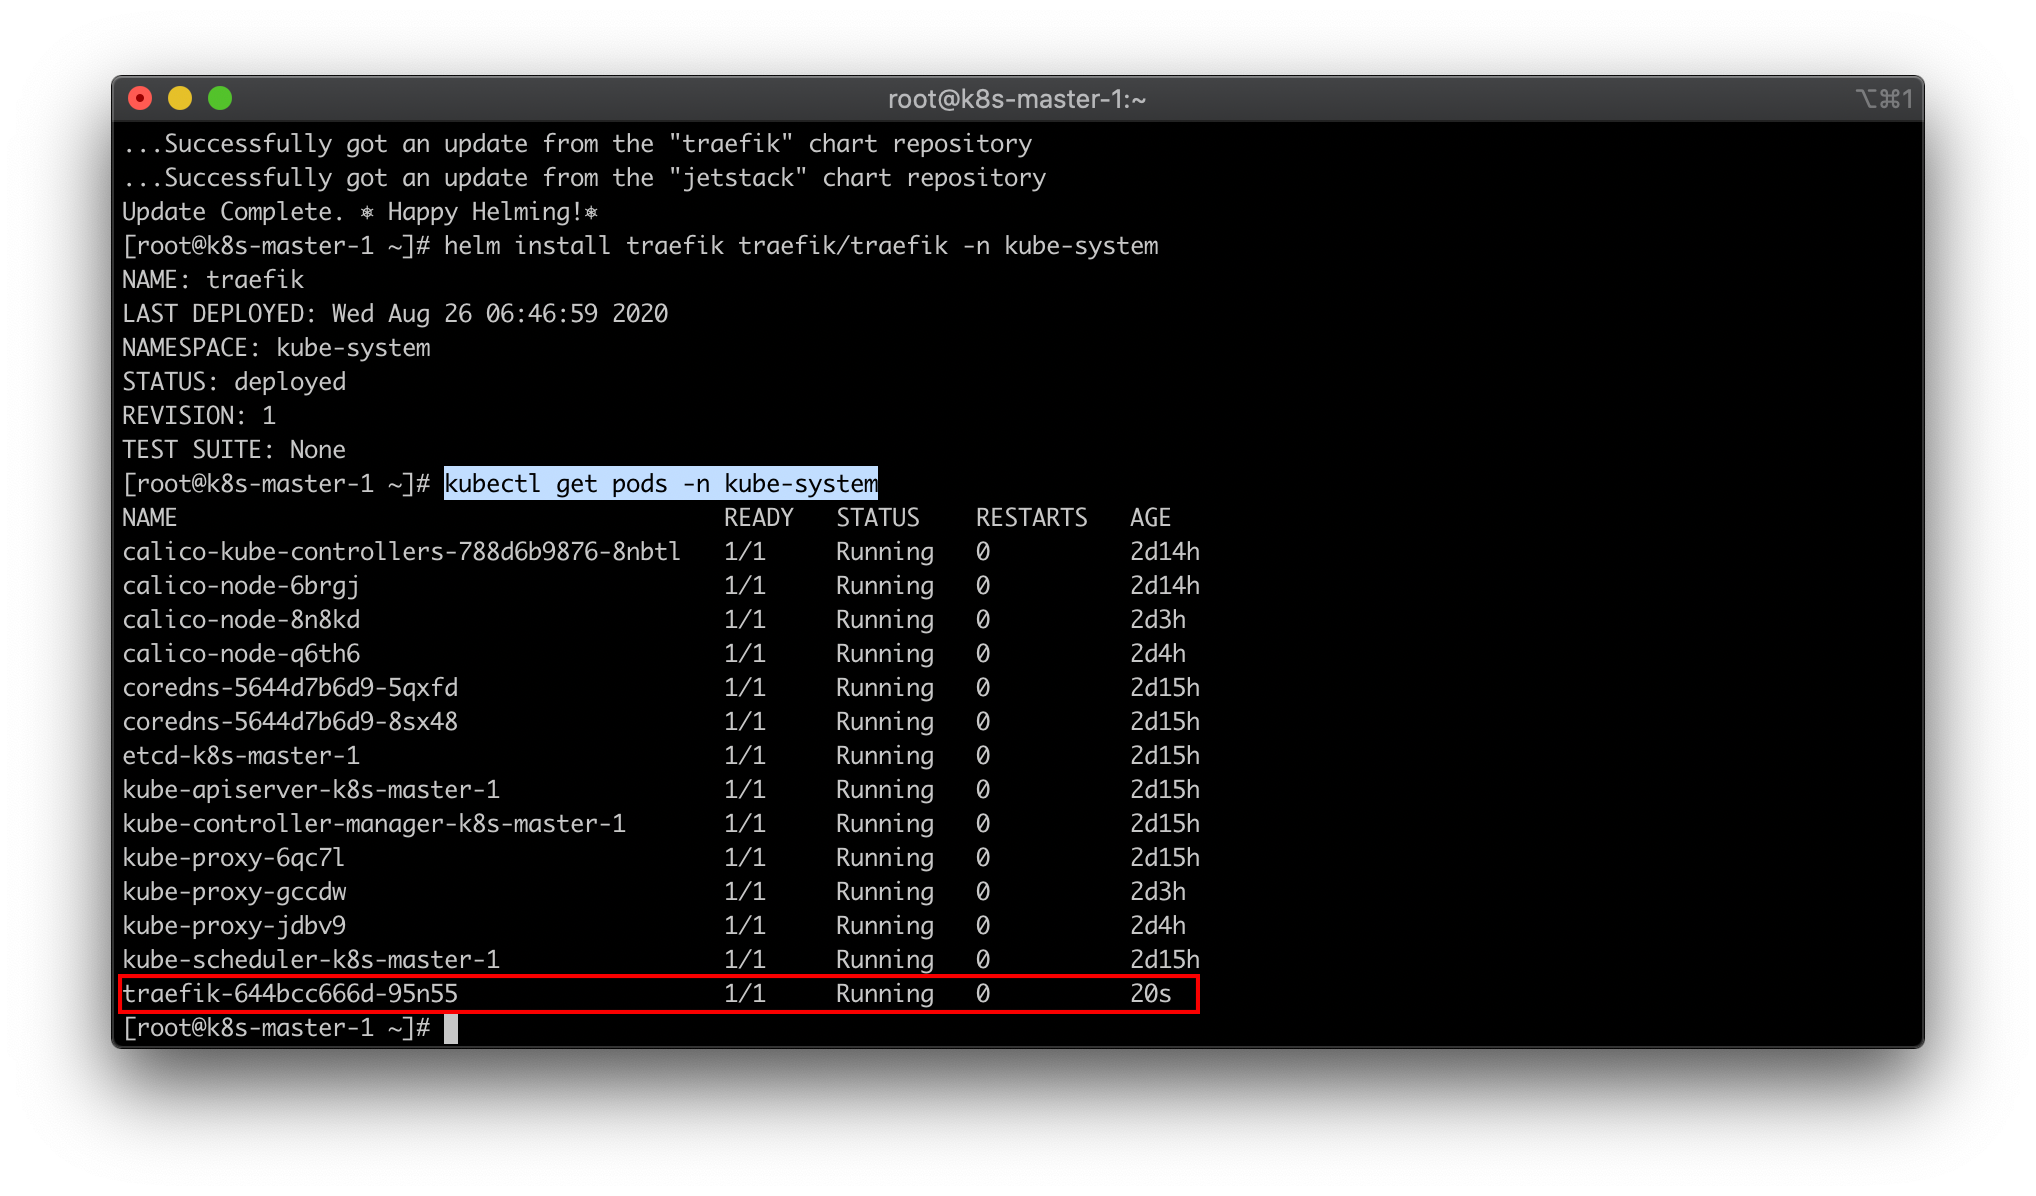 root@k8s-master-1:~ ⌥⌘1
...Successfully got an update from the "traefik" chart repository
...Successfully got an update from the "jetstack" chart repository
Update Complete. ⎈ Happy Helming!⎈
[root@k8s-master-1 ~]# helm install traefik traefik/traefik -n kube-system
NAME: traefik
LAST DEPLOYED: Wed Aug 26 06:46:59 2020
NAMESPACE: kube-system
STATUS: deployed
REVISION: 1
TEST SUITE: None
[root@k8s-master-1 ~]# kubectl get pods -n kube-system
NAME READY STATUS RESTARTS AGE
calico-kube-controllers-788d6b9876-8nbtl 1/1 Running 0 2d14h
calico-node-6brgj 1/1 Running 0 2d14h
calico-node-8n8kd 1/1 Running 0 2d3h
calico-node-q6th6 1/1 Running 0 2d4h
coredns-5644d7b6d9-5qxfd 1/1 Running 0 2d15h
coredns-5644d7b6d9-8sx48 1/1 Running 0 2d15h
etcd-k8s-master-1 1/1 Running 0 2d15h
kube-apiserver-k8s-master-1 1/1 Running 0 2d15h
kube-controller-manager-k8s-master-1 1/1 Running 0 2d15h
kube-proxy-6qc7l 1/1 Running 0 2d15h
kube-proxy-gccdw 1/1 Running 0 2d3h
kube-proxy-jdbv9 1/1 Running 0 2d4h
kube-scheduler-k8s-master-1 1/1 Running 0 2d15h
traefik-644bcc666d-95n55 1/1 Running 0 20s
[root@k8s-master-1 ~]#